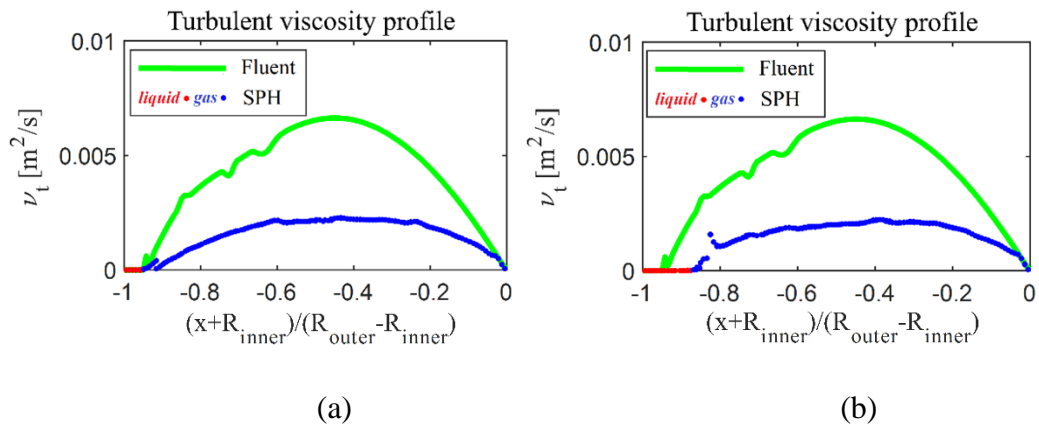 Turbulent viscosity profile
0.01
0.005
0
ν_t [m²/s]
Fluent
liquid • gas • SPH
-1 -0.8 -0.6 -0.4 -0.2 0
(x+R_inner)/(R_outer-R_inner)
(a)
Turbulent viscosity profile
0.01
0.005
0
ν_t [m²/s]
Fluent
liquid • gas • SPH
-1 -0.8 -0.6 -0.4 -0.2 0
(x+R_inner)/(R_outer-R_inner)
(b)